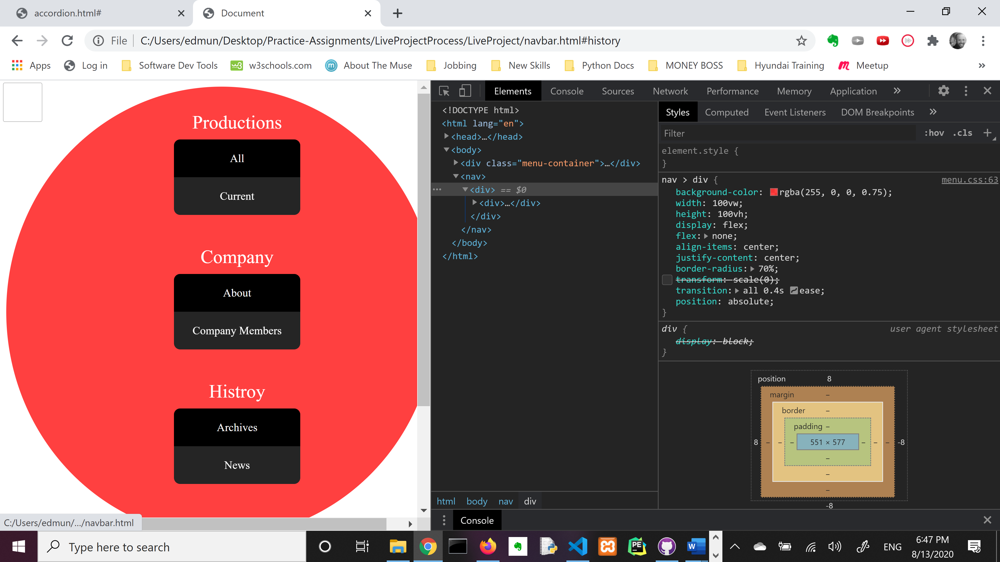 accordion.html#
Document
File
C:/Users/edmun/Desktop/Practice-Assignments/LiveProjectProcess/LiveProject/navbar.html#history
Apps
Log in
Software Dev Tools
w3schools.com
About The Muse
Jobbing
New Skills
Python Docs
MONEY BOSS
Hyundai Training
Meetup
»
Productions
All
Current
Company
About
Company Members
Histroy
Archives
News
C:/Users/edmun/.../navbar.html
Elements
Console
Sources
Network
Performance
Memory
Application
»
<!DOCTYPE html>
<html lang="en">
<head>…</head>
<body>
<div class="menu-container">…</div>
<nav>
<div> == $0
<div>…</div>
</div>
</nav>
</body>
</html>
html
body
nav
div
Styles
Computed
Event Listeners
DOM Breakpoints
»
Filter
:hov
.cls
+
element.style {
}
nav > div {
menu.css:63
background-color: rgba(255, 0, 0, 0.75);
width: 100vw;
height: 100vh;
display: flex;
flex: none;
align-items: center;
justify-content: center;
border-radius: 70%;
transform: scale(0);
transition: all 0.4s ease;
position: absolute;
}
div {
user agent stylesheet
display: block;
}
position 8
margin –
border –
padding –
8 – – – 551 × 577 – – – -8
–
–
–
-8
Console
Type here to search
ENG
6:47 PM
8/13/2020